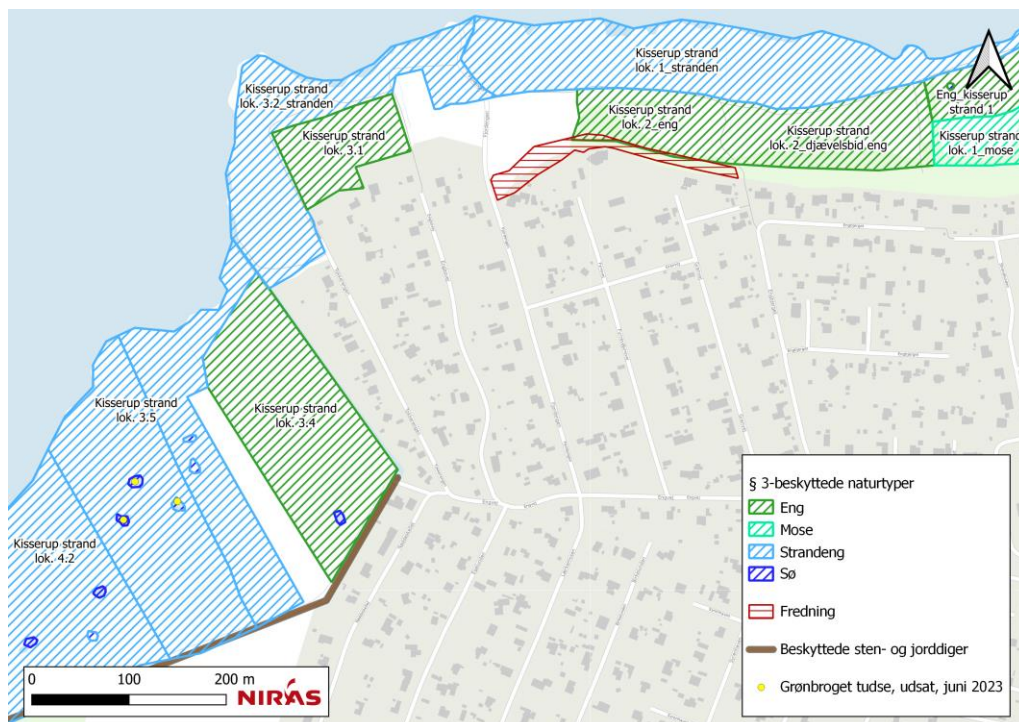 Kisserup strand
lok. 1_stranden
Kisserup strand
lok. 3.2_stranden
Eng_kisserup
strand 1
Kisserup strand
lok. 2_eng
Kisserup strand
lok. 3.1
Kisserup strand
lok. 2_djævelsbid eng
Kisserup strand
lok. 1_mose
Kisserup strand
lok. 3.5
Kisserup strand
lok. 3.4
Kisserup strand
lok. 4.2
§ 3-beskyttede naturtyper
Eng
Mose
Strandeng
Sø
Fredning
Beskyttede sten- og jorddiger
Grønbroget tudse, udsat, juni 2023
0 100 200 m
NIRAS